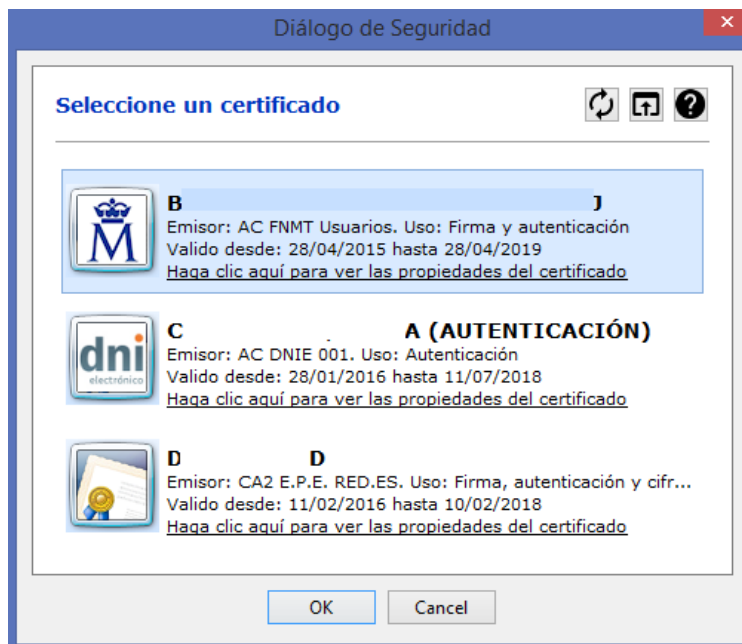 Diálogo de Seguridad
Seleccione un certificado
B J
Emisor: AC FNMT Usuarios. Uso: Firma y autenticación
Valido desde: 28/04/2015 hasta 28/04/2019
Haga clic aquí para ver las propiedades del certificado
dni
electrónico
C A (AUTENTICACIÓN)
Emisor: AC DNIE 001. Uso: Autenticación
Valido desde: 28/01/2016 hasta 11/07/2018
Haga clic aquí para ver las propiedades del certificado
D D
Emisor: CA2 E.P.E. RED.ES. Uso: Firma, autenticación y cifr...
Valido desde: 11/02/2016 hasta 10/02/2018
Haga clic aquí para ver las propiedades del certificado
OK Cancel